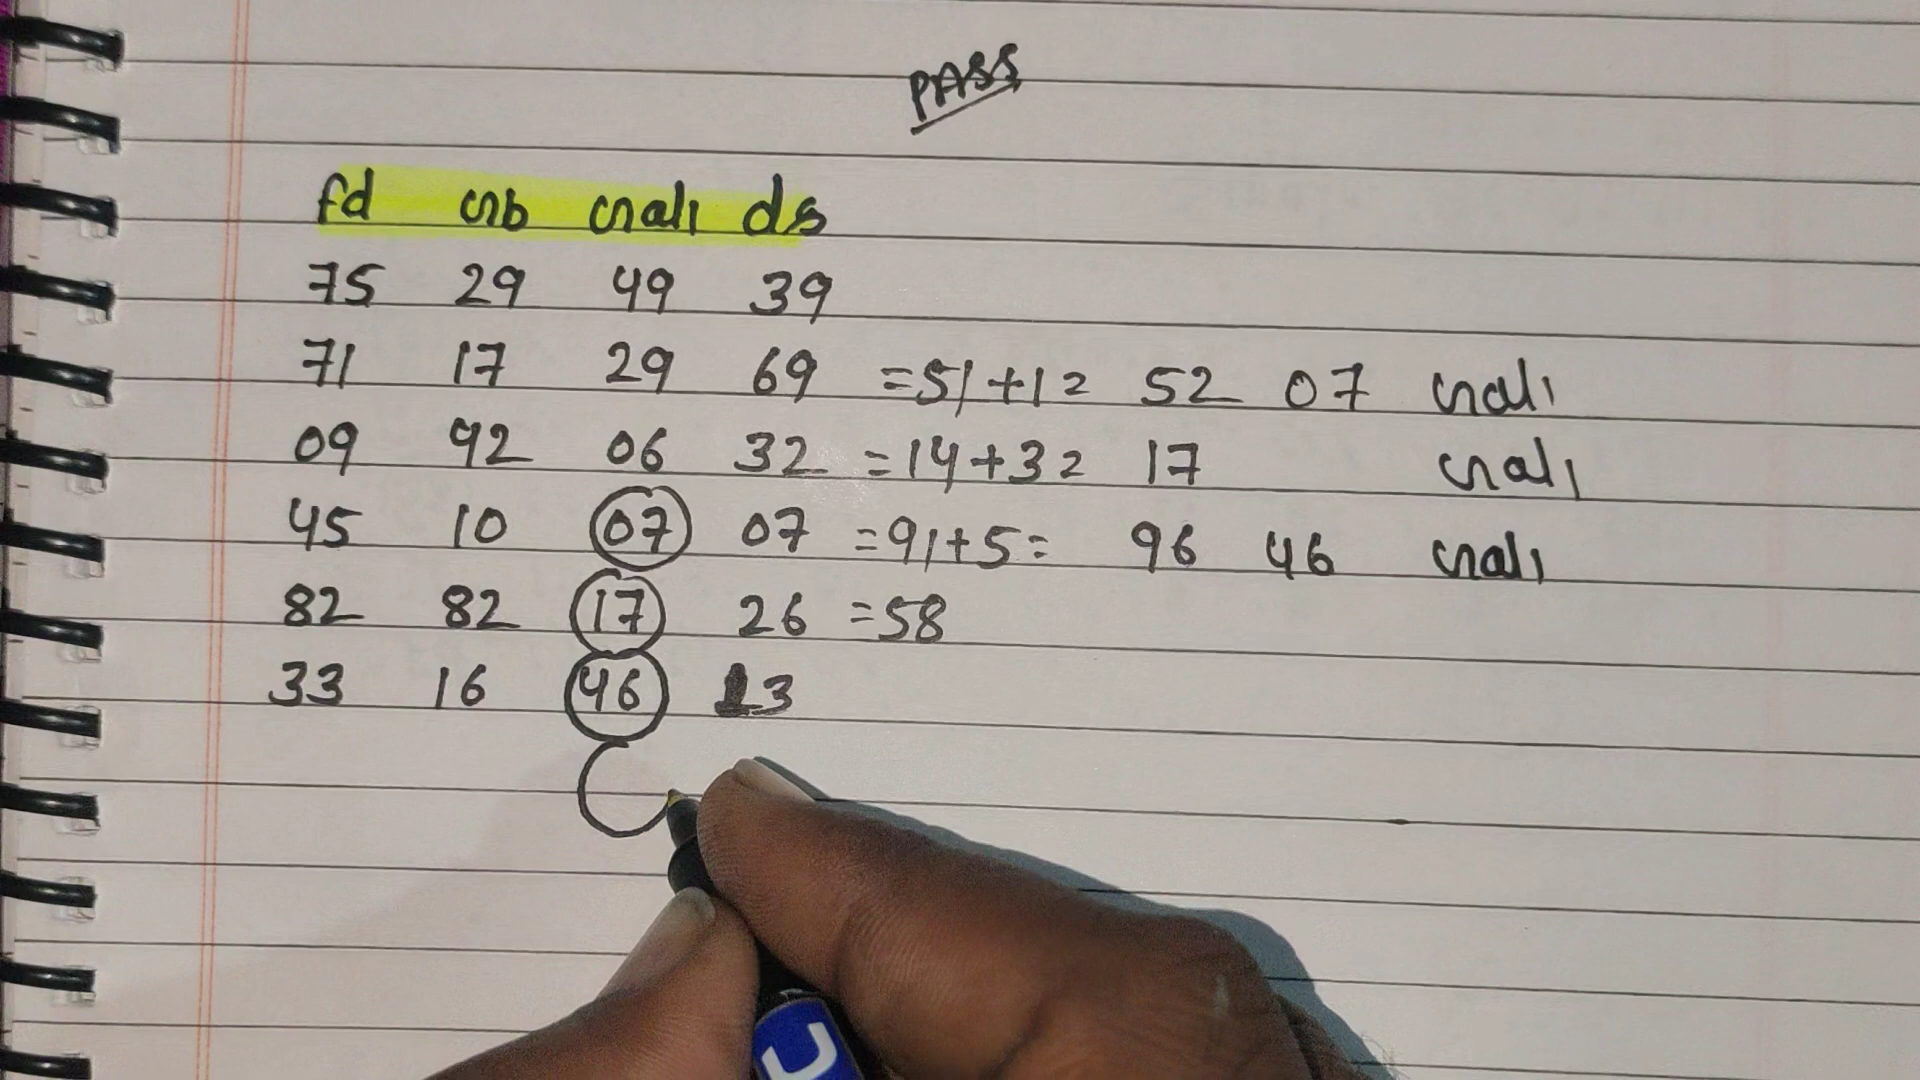 PASS
fd GB Gali ds
75 29 49 39
71 17 29 69 =51+1= 52 07 Gali
09 92 06 32 =14+3= 17 Gali
45 10 07 07 =91+5= 96 46 Gali
82 82 17 26 =58
33 16 46 13